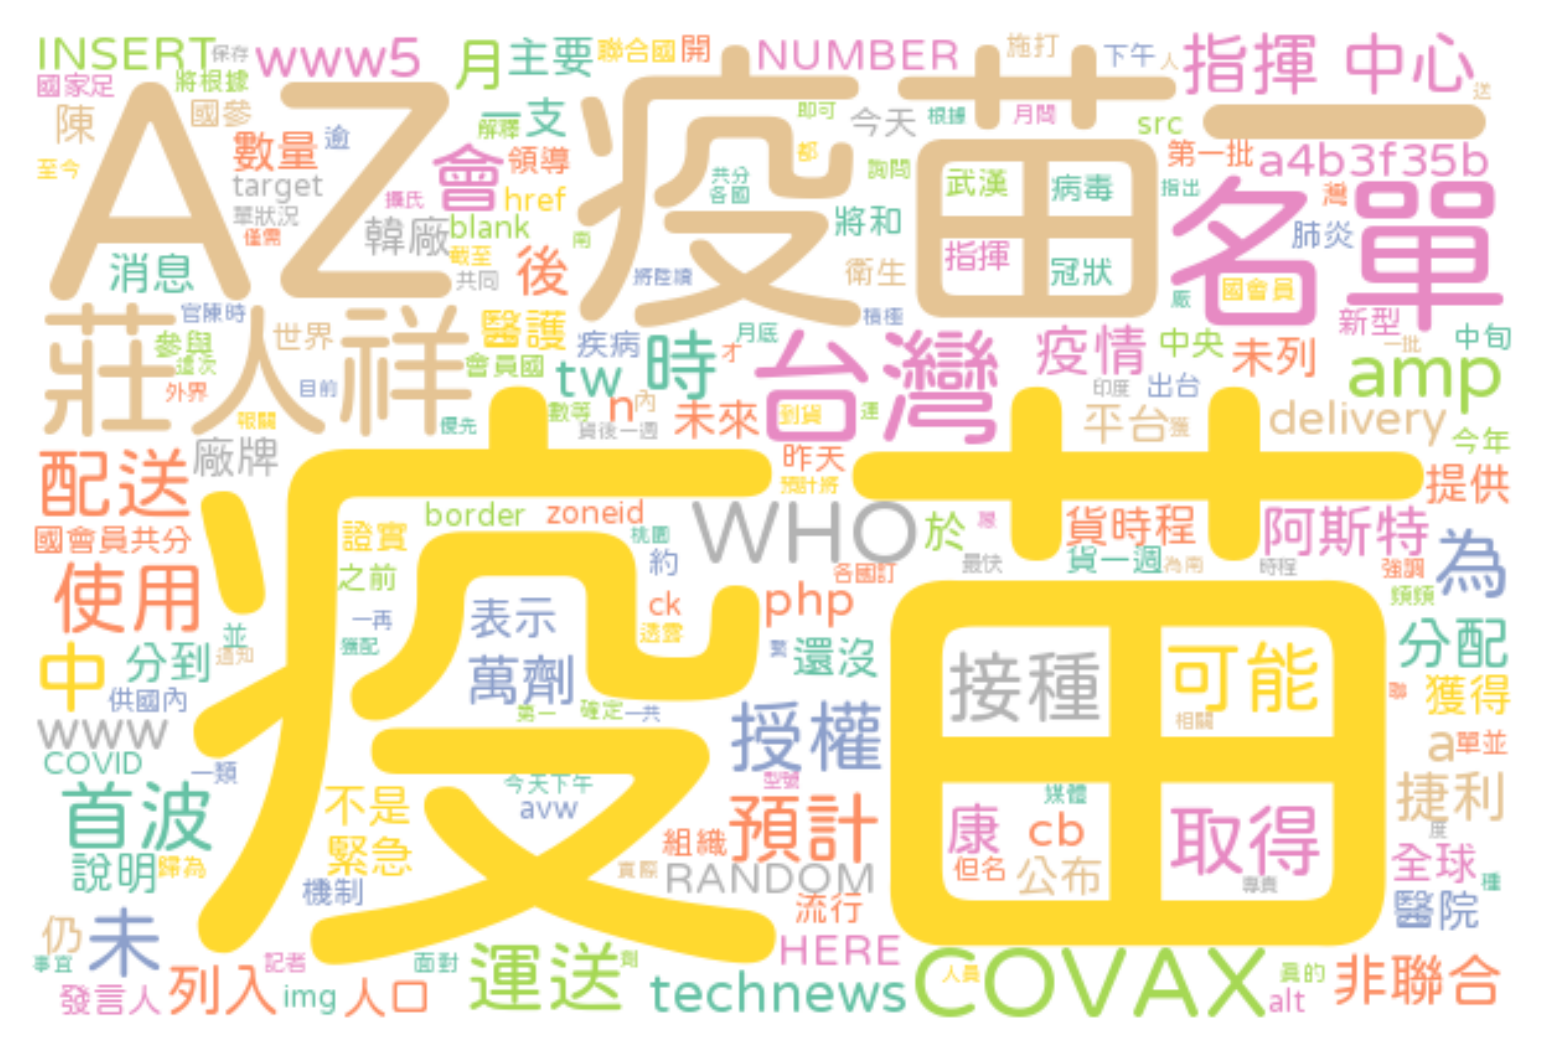 INSERT
保存
www5
月
主要
聯合國
開
NUMBER
施打
下午
人
指揮 中心
國家足
將根據
陳
國參
一支
解釋
即可
今天
根據
月間
src
送
AZ
疫苗
一
至今
數量
逾
target
單狀況
僅需
攝氏
會
領導
href
共分
各國
都
詢問
武漢
病毒
指出
第一批
a4b3f35b
灣
名單
消息
韓廠
blank
截至
共同
後
南
將陸續
將和
衛生
指揮
冠狀
廠
國會員
肺炎
莊人祥
官陳時
參與
這次
外界
世界
目前
報關
醫護
會員國
優先
疾病
tw
時
月底
才
積極
台灣
疫情
印度
中央
出台
新型
未列
一批
中旬
amp
廠牌
數等
n
內
貨後一週
未來
到貨
運
平台
獲
delivery
今年
配送
昨天
預計將
提供
疫苗
國會員共分
證實
border
zoneid
桃園
WHO
於
貨時程
阿斯特
為
使用
之前
約
各國訂
最快
貨一週
為南
時程
強調
頻頻
並
一再
獲配
表示
ck
透露
php
中
分到
通知
萬劑
還沒
接種
可能
相關
分配
供國內
第一
確定
一共
獲得
www
COVID
一類
授權
a
單並
首波
今天下午
avw
型號
媒體
捷利
不是
緊急
預計
康
cb
取得
度
說明
歸為
機制
組織
實際
RANDOM
但名
公布
專責
全球
種
仍
未
流行
醫院
事宜
記者
面對
HERE
發言人
列入
img
人口
運送
劑
technews
COVAX
人員
真的
alt
非聯合